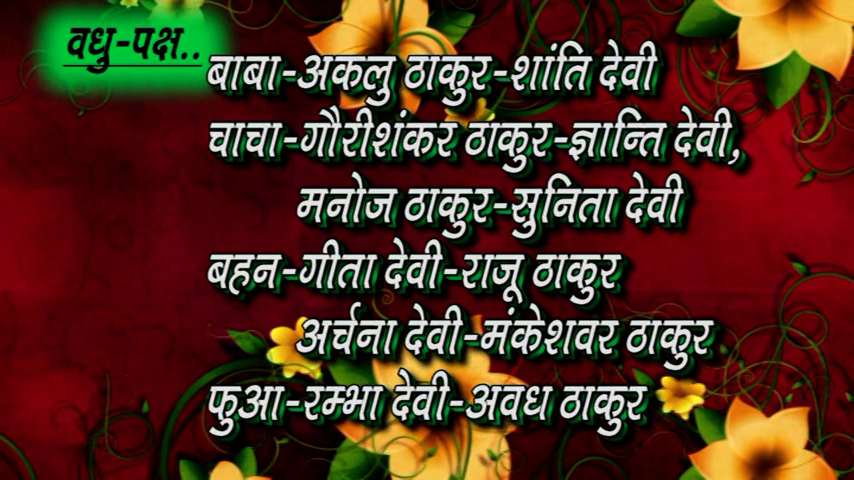 वधु-पक्ष..
बाबा-अकलु ठाकुर-शांति देवी
चाचा-गौरीशंकर ठाकुर-ज्ञान्ति देवी,
मनोज ठाकुर-सुनिता देवी
बहन-गीता देवी-राजू ठाकुर
अर्चना देवी-मंकेशवर ठाकुर
फुआ-रम्भा देवी-अवध ठाकुर